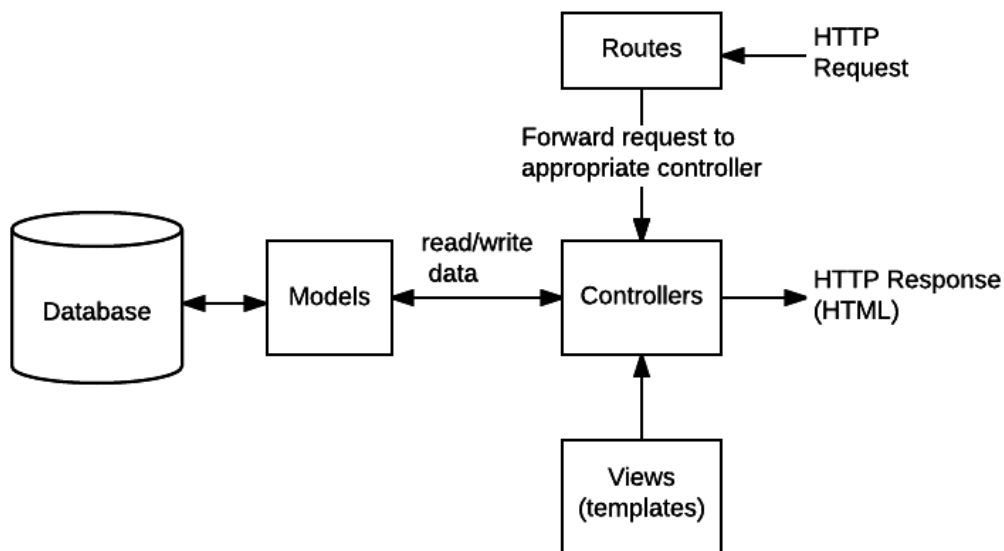 Routes
HTTP
Request
Forward request to
appropriate controller
Database
Models
read/write
data
Controllers
HTTP Response
(HTML)
Views
(templates)